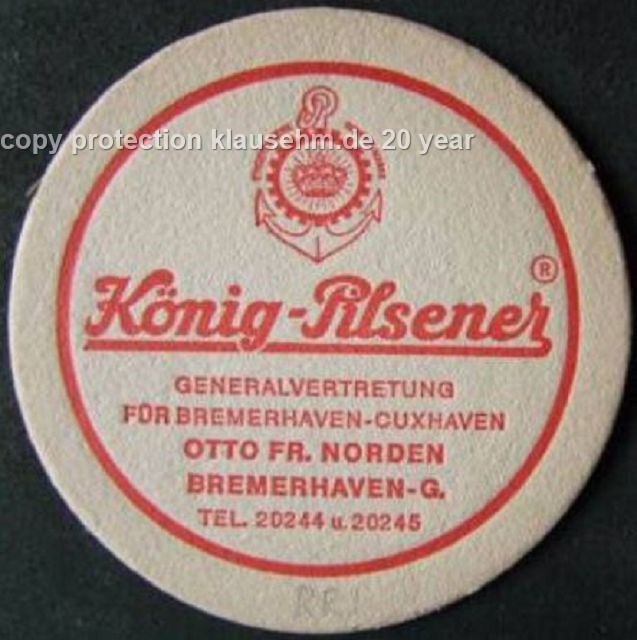 copy protection klausehm.de 20 year
König-Pilsener ®
GENERALVERTRETUNG
FÜR BREMERHAVEN-CUXHAVEN
OTTO FR. NORDEN
BREMERHAVEN-G.
TEL. 20244 u. 20245